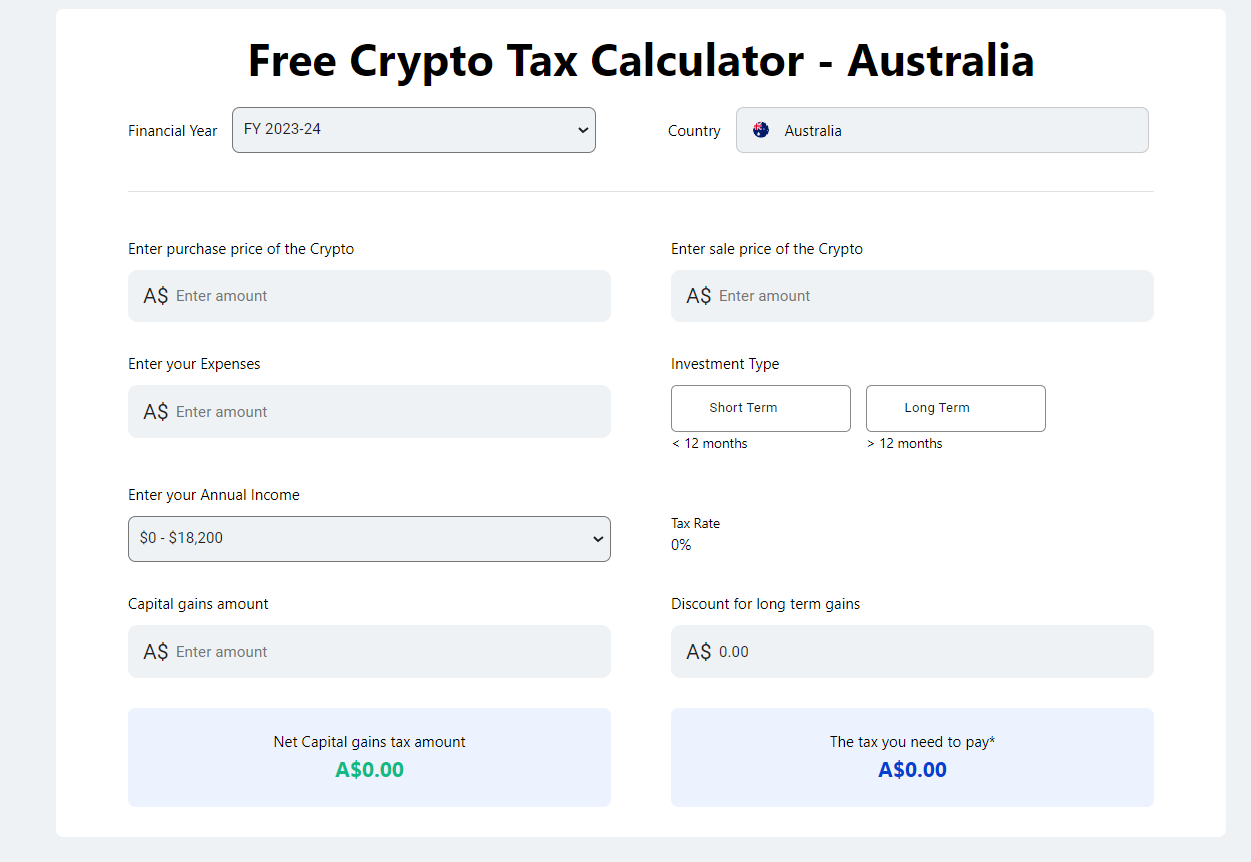 Free Crypto Tax Calculator - Australia
Financial Year
FY 2023-24
Country
Australia
Enter purchase price of the Crypto
Enter sale price of the Crypto
A$ Enter amount
A$ Enter amount
Enter your Expenses
Investment Type
A$ Enter amount
Short Term
Long Term
< 12 months
> 12 months
Enter your Annual Income
$0 - $18,200
Tax Rate
0%
Capital gains amount
Discount for long term gains
A$ Enter amount
A$ 0.00
Net Capital gains tax amount
A$0.00
The tax you need to pay*
A$0.00